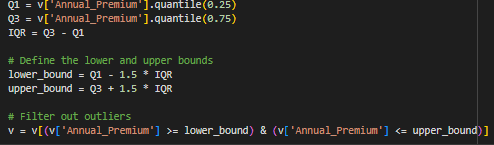 Q1 = v['Annual_Premium'].quantile(0.25)
Q3 = v['Annual_Premium'].quantile(0.75)
IQR = Q3 - Q1
# Define the lower and upper bounds
lower_bound = Q1 - 1.5 * IQR
upper_bound = Q3 + 1.5 * IQR
# Filter out outliers
v = v[(v['Annual_Premium'] >= lower_bound) & (v['Annual_Premium'] <= upper_bound)]